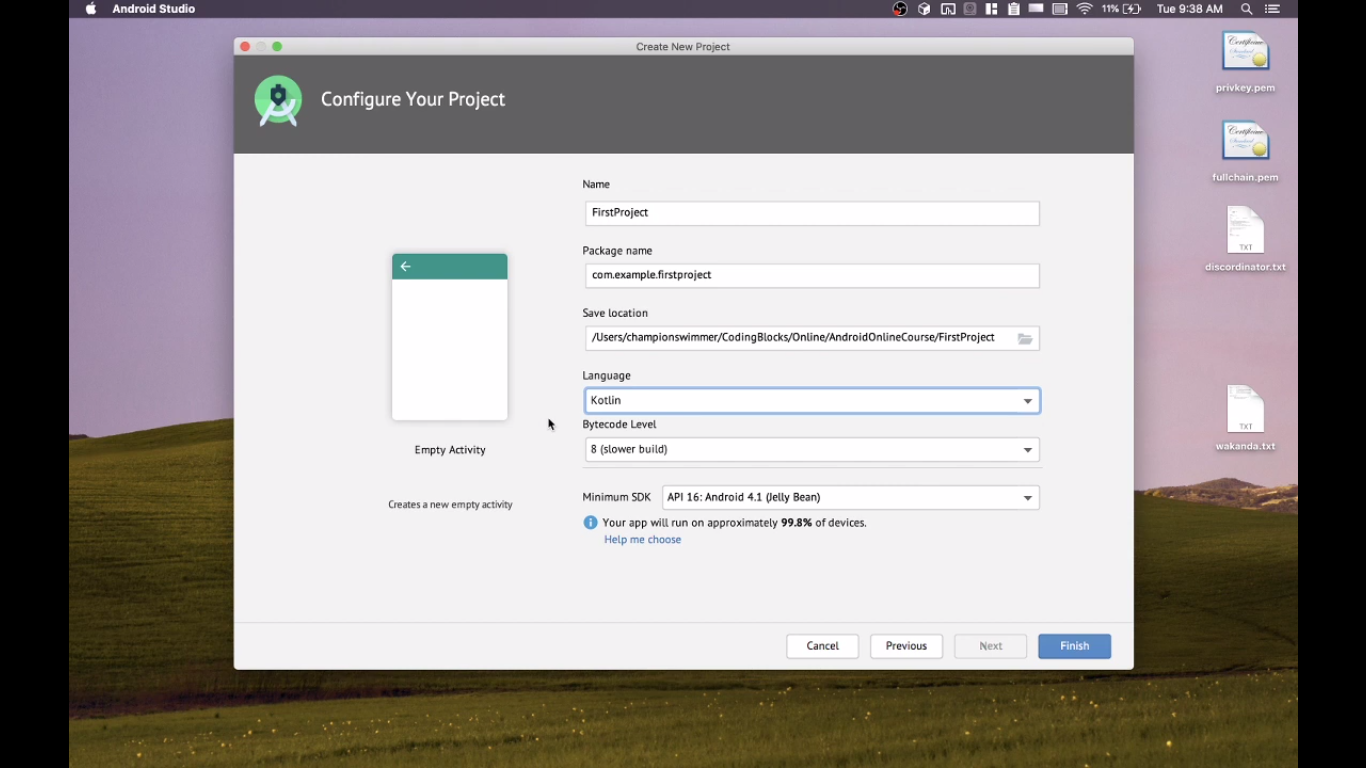 Android Studio
11%
Tue 9:38 AM
Create New Project
Configure Your Project
Name
FirstProject
Package name
com.example.firstproject
Save location
/Users/championswimmer/CodingBlocks/Online/AndroidOnlineCourse/FirstProject
Language
Kotlin
Bytecode Level
8 (slower build)
Minimum SDK
API 16: Android 4.1 (Jelly Bean)
Your app will run on approximately 99.8% of devices.
Help me choose
Empty Activity
Creates a new empty activity
Cancel
Previous
Next
Finish
privkey.pem
fullchain.pem
TXT
discordinator.txt
TXT
wakanda.txt